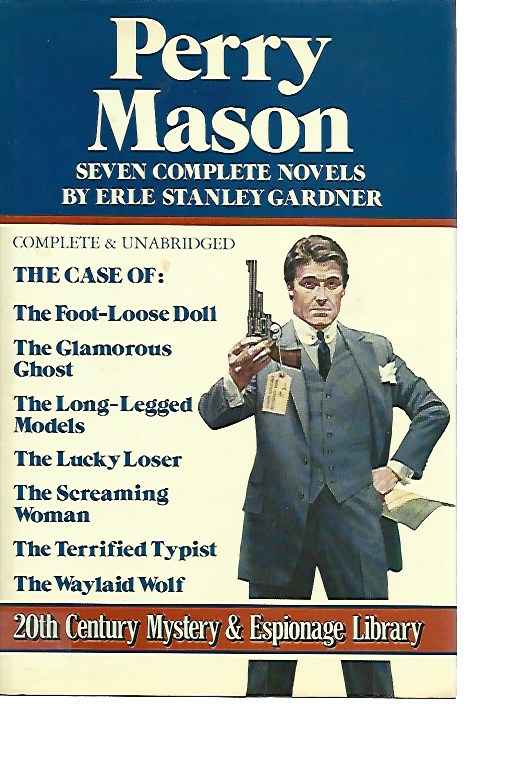 Perry
Mason
SEVEN COMPLETE NOVELS
BY ERLE STANLEY GARDNER
COMPLETE & UNABRIDGED
THE CASE OF:
The Foot-Loose Doll
The Glamorous
Ghost
The Long-Legged
Models
The Lucky Loser
The Screaming
Woman
The Terrified Typist
The Waylaid Wolf
20th Century Mystery & Espionage Library